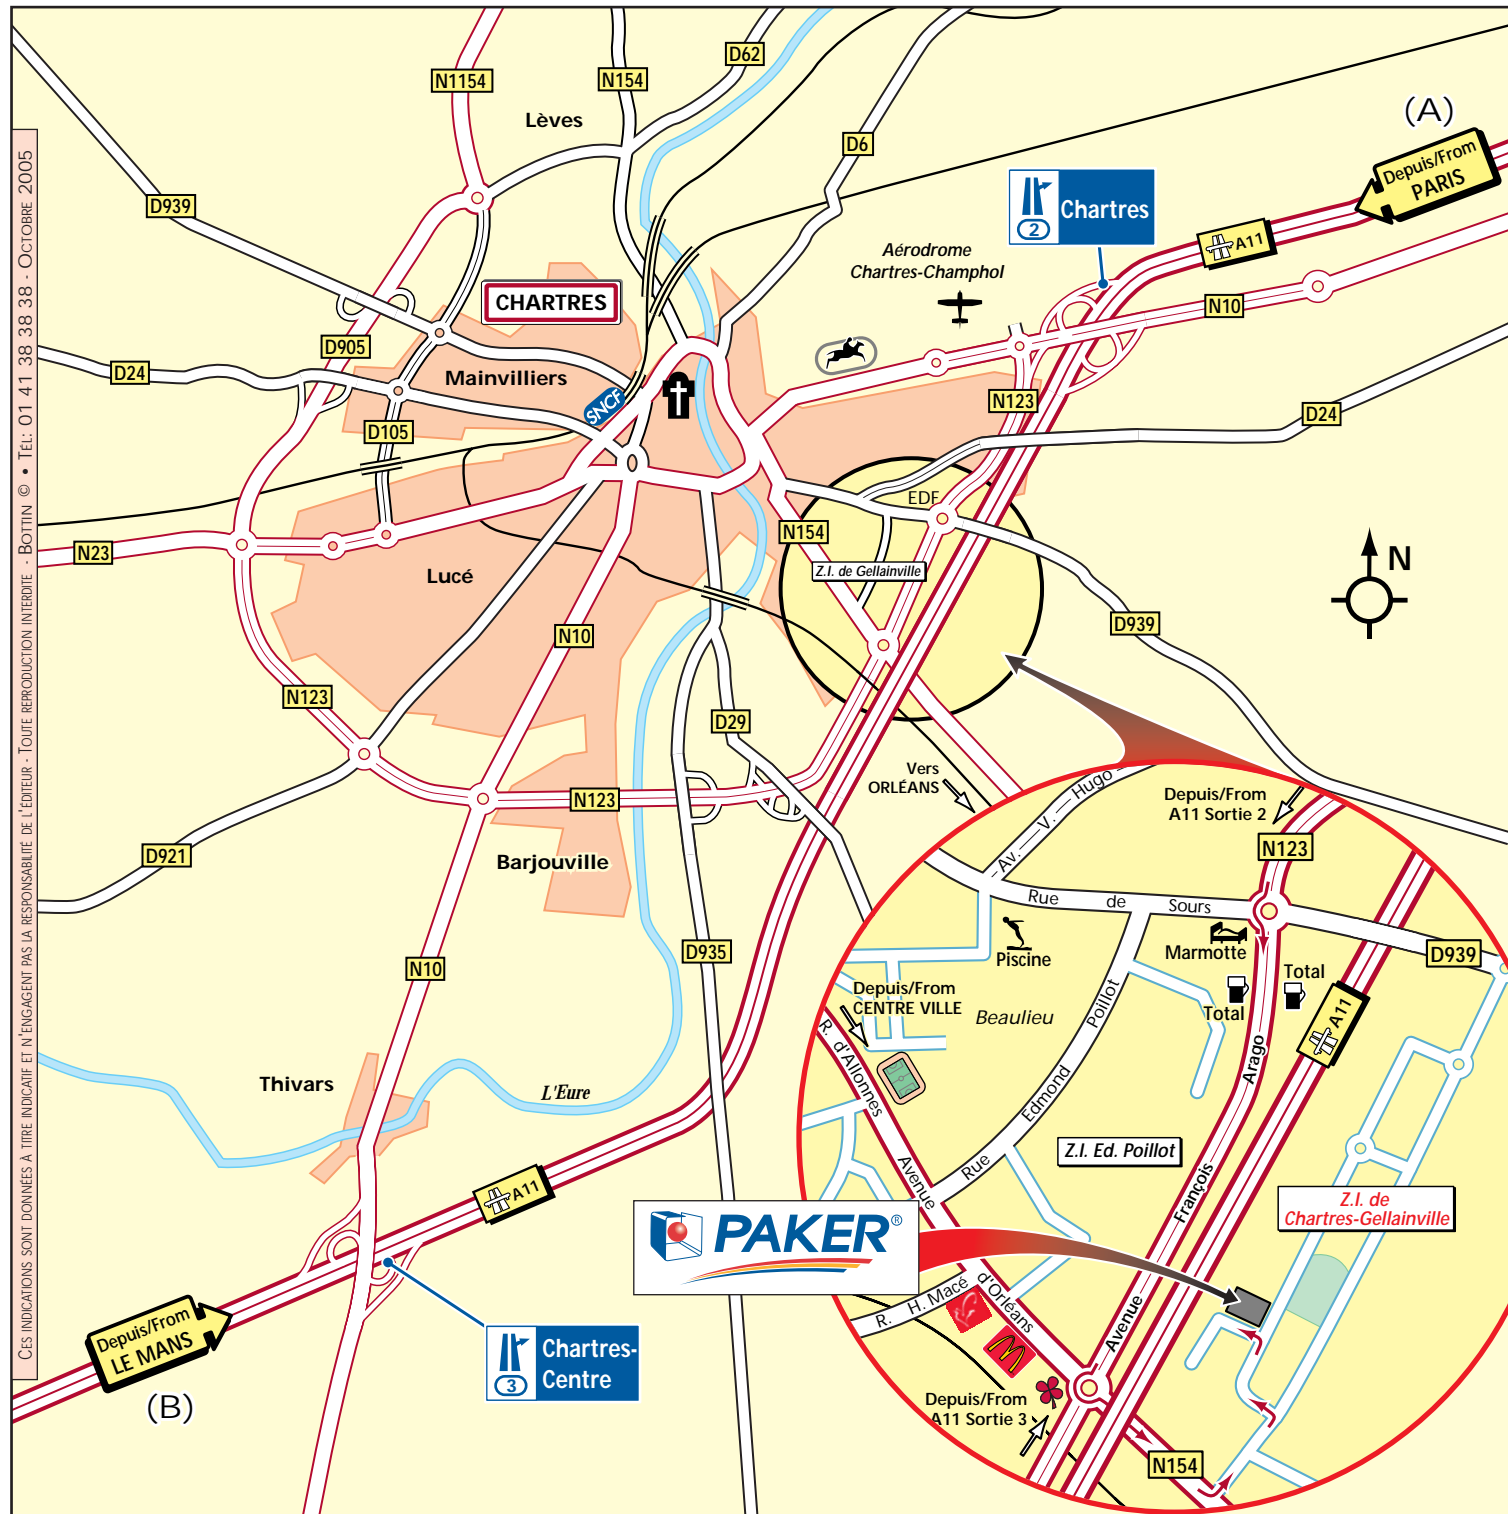 CES INDICATIONS SONT DONNÉES À TITRE INDICATIF ET N'ENGAGENT PAS LA RESPONSABILITÉ DE L'ÉDITEUR - TOUTE REPRODUCTION INTERDITE - BOTTIN © • TÉL: 01 41 38 38 38 - OCTOBRE 2005
N1154
N154
D62
Lèves
D6
(A)
Depuis/From
PARIS
D939
2
Chartres
A11
Aérodrome
Chartres-Champhol
CHARTRES
N10
D905
D24
Mainvilliers
SNCF
N123
D24
D105
EDF
N23
N154
Z.I. de Gellainville
Lucé
N
N10
D939
N123
D29
Vers
ORLÉANS
N123
D921
Barjouville
D935
N10
Thivars
L'Eure
A11
Depuis/From
LE MANS
(B)
3
Chartres-
Centre
Av. V. Hugo
Depuis/From
A11 Sortie 2
N123
Rue de Sours
Marmotte
D939
Piscine
Total
Total
Depuis/From
CENTRE VILLE
Beaulieu
A11
R. d'Allonnes
Rue Edmond Poillot
Z.I. Ed. Poillot
Avenue François Arago
Z.I. de
Chartres-Gellainville
PAKER®
Avenue d'Orléans
R. H. Macé
Depuis/From
A11 Sortie 3
N154